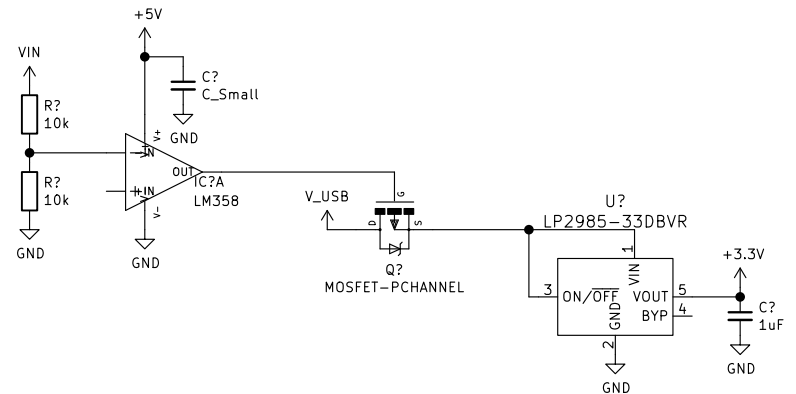 +5V
VIN
C?
C_Small
R?
10k
GND
V+
-IN
OUT
IC?A
LM358
+IN
V-
R?
10k
GND
GND
V_USB
G
D
S
Q?
MOSFET-PCHANNEL
U?
LP2985-33DBVR
1
VIN
3
ON/OFF
VOUT
5
GND
BYP
4
2
GND
+3.3V
C?
1uF
GND